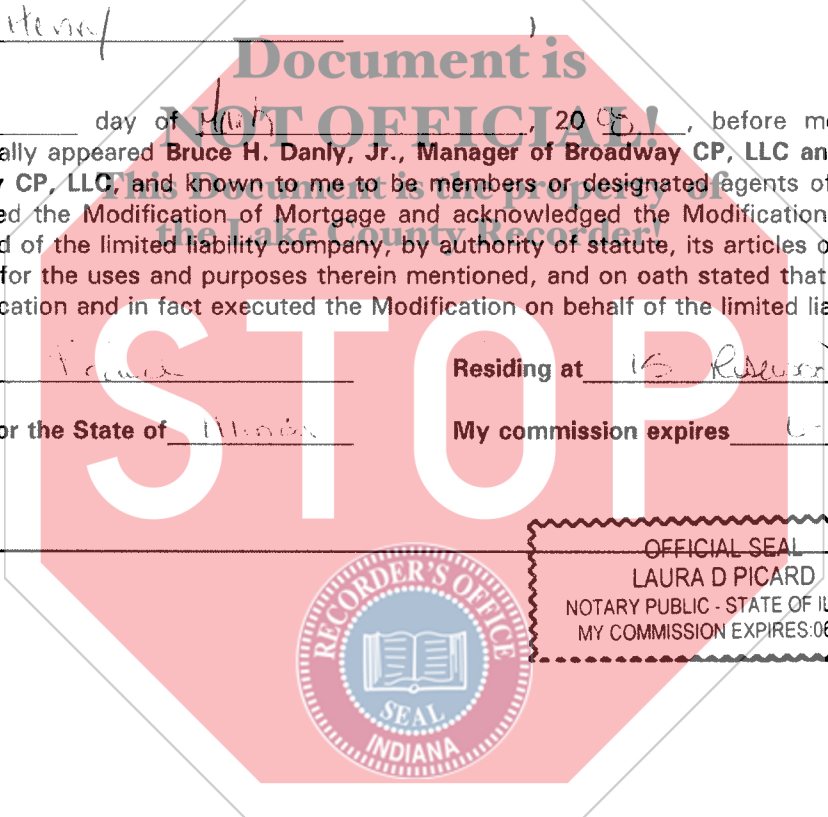 Document is
NOT OFFICIAL!
day of , 20 , before me
ally appeared Bruce H. Danly, Jr., Manager of Broadway CP, LLC an
This Document is the property of
y CP, LLC, and known to me to be members or designated agents of
ed the Modification of Mortgage and acknowledged the Modification
the Lake County Recorder!
d of the limited liability company, by authority of statute, its articles o
for the uses and purposes therein mentioned, and on oath stated that
cation and in fact executed the Modification on behalf of the limited lia
STOP
Residing at
or the State of Illinois My commission expires
OFFICIAL SEAL
LAURA D PICARD
NOTARY PUBLIC - STATE OF IL
MY COMMISSION EXPIRES:06
RECORDER'S OFFICE
SEAL
INDIANA